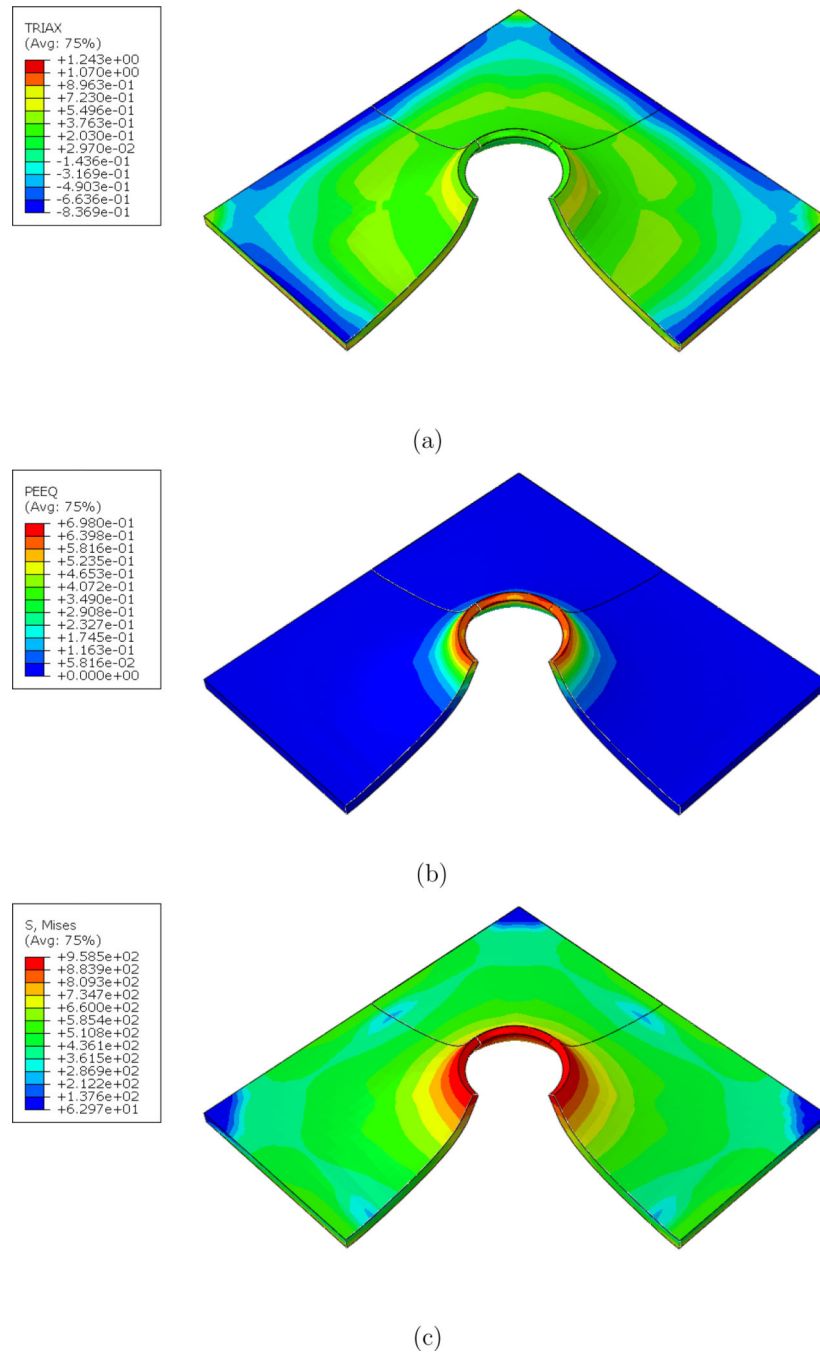 TRIAX
(Avg: 75%)
+1.243e+00
+1.070e+00
+8.963e-01
+7.230e-01
+5.496e-01
+3.763e-01
+2.030e-01
+2.970e-02
-1.436e-01
-3.169e-01
-4.903e-01
-6.636e-01
-8.369e-01
(a)
PEEQ
(Avg: 75%)
+6.980e-01
+6.398e-01
+5.816e-01
+5.235e-01
+4.653e-01
+4.072e-01
+3.490e-01
+2.908e-01
+2.327e-01
+1.745e-01
+1.163e-01
+5.816e-02
+0.000e+00
(b)
S, Mises
(Avg: 75%)
+9.585e+02
+8.839e+02
+8.093e+02
+7.347e+02
+6.600e+02
+5.854e+02
+5.108e+02
+4.361e+02
+3.615e+02
+2.869e+02
+2.122e+02
+1.376e+02
+6.297e+01
(c)